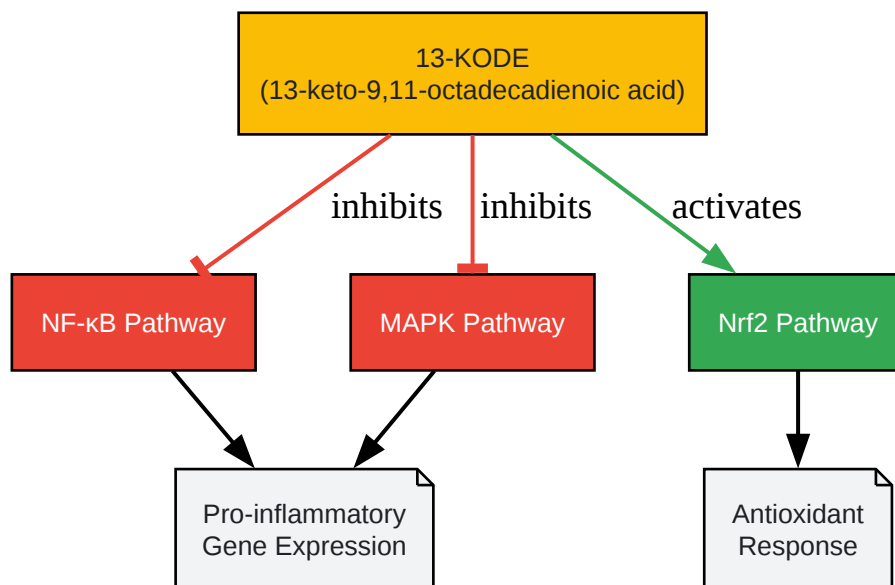 13-KODE
(13-keto-9,11-octadecadienoic acid)
inhibits
inhibits
activates
NF-κB Pathway
MAPK Pathway
Nrf2 Pathway
Pro-inflammatory
Gene Expression
Antioxidant
Response